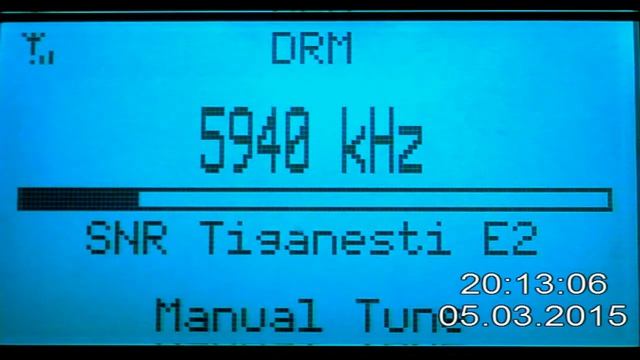 DRM
5940 kHz
SNR Tiganesti E2
20:13:06
Manual Tune
05.03.2015